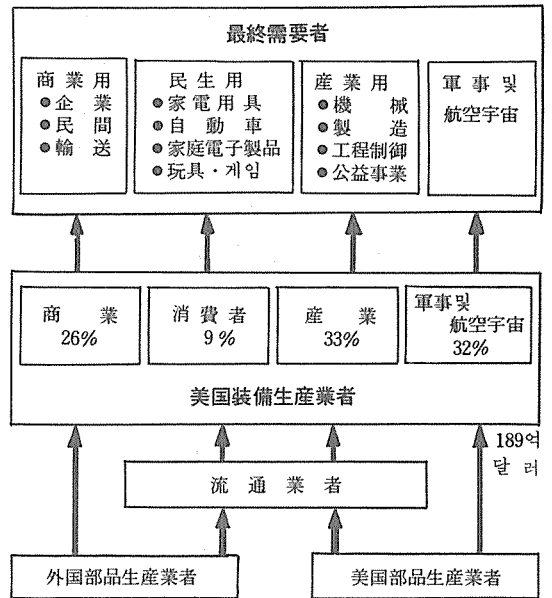 最終需要者
商業用
● 企業
● 民間
● 輸送
民生用
● 家電用具
● 自動車
● 家庭電子製品
● 玩具・게임
産業用
● 機械
● 製造
● 工程制御
● 公益事業
軍事및
航空宇宙
商業
26%
消費者
9%
産業
33%
軍事및
航空宇宙
32%
美国装備生産業者
189억
달러
流通業者
外国部品生産業者
美国部品生産業者